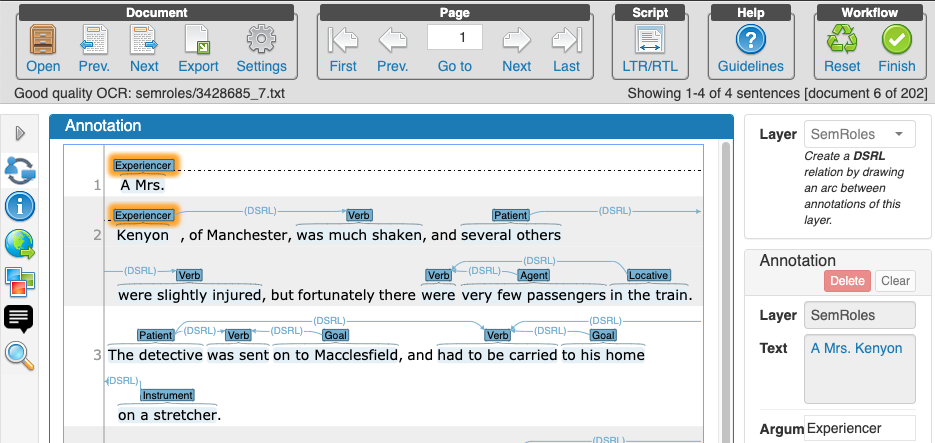 Document Page Script Help Workflow
Open Prev. Next Export Settings First Prev. 1 Go to Next Last LTR/RTL Guidelines Reset Finish
Good quality OCR: semroles/3428685_7.txt Showing 1-4 of 4 sentences [document 6 of 202]
Annotation
Experiencer
1 A Mrs.
Experiencer (DSRL) Verb Patient (DSRL)
2 Kenyon , of Manchester, was much shaken, and several others
(DSRL)
(DSRL) Verb Verb (DSRL) Agent Locative
were slightly injured, but fortunately there were very few passengers in the train.
(DSRL) (DSRL)
Patient (DSRL) Verb (DSRL) Goal Verb (DSRL) Goal
3 The detective was sent on to Macclesfield, and had to be carried to his home
(DSRL)
Instrument
on a stretcher.
(DSRL)
Layer SemRoles
Create a DSRL
relation by drawing
an arc between
annotations of this
layer.
Annotation
Delete Clear
Layer SemRoles
Text A Mrs. Kenyon
Argum Experiencer